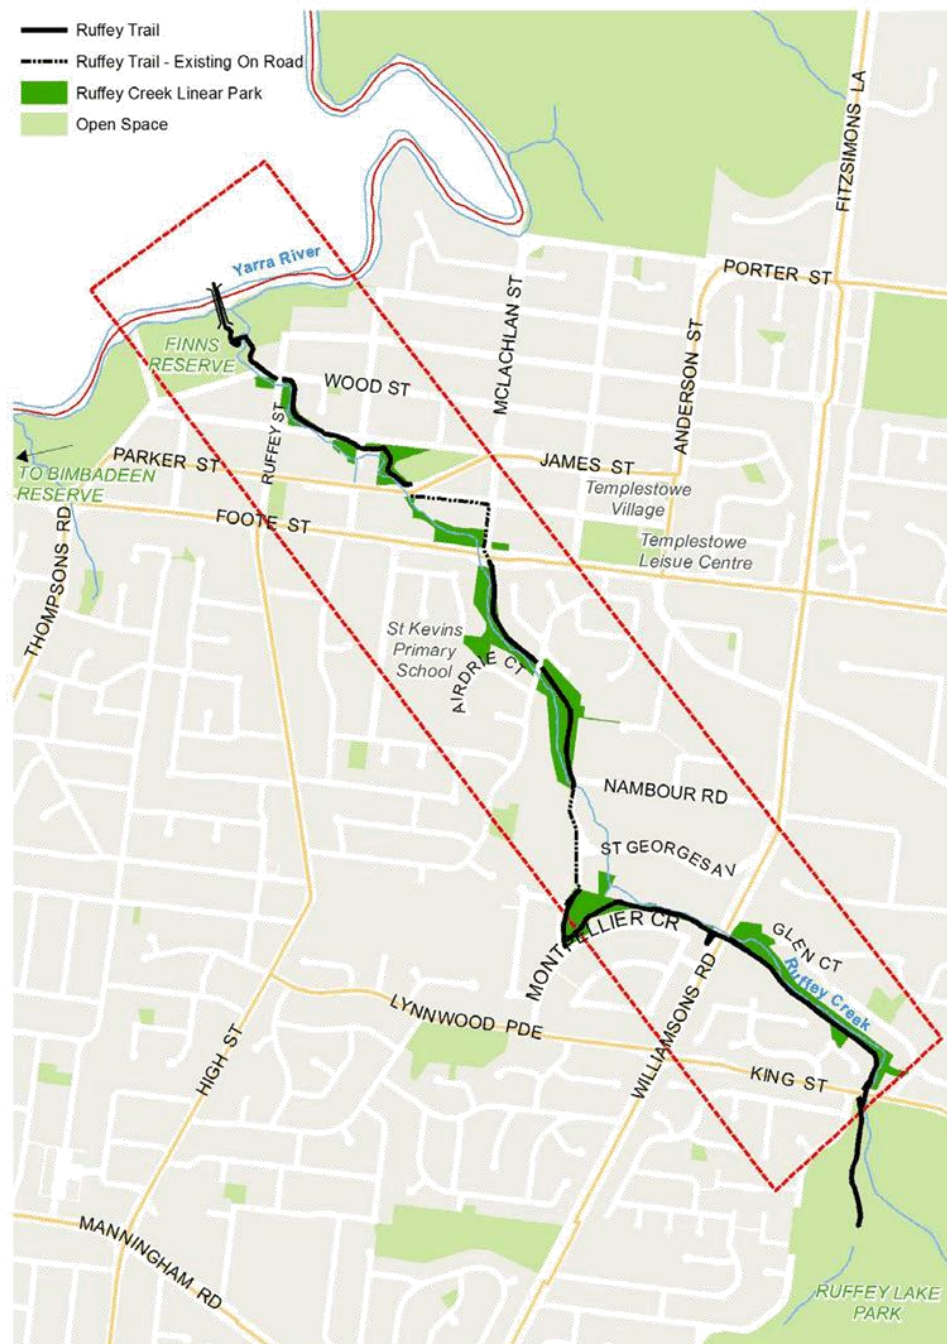 Ruffey Trail
Ruffey Trail - Existing On Road
Ruffey Creek Linear Park
Open Space
FITZSIMONS LA
Yarra River
PORTER ST
MCLACHLAN ST
ANDERSON ST
FINNS
RESERVE
WOOD ST
RUFFEY ST
PARKER ST
JAMES ST
TO BIMBADEEN
RESERVE
Templestowe
Village
FOOTE ST
THOMPSONS RD
Templestowe
Leisue Centre
St Kevins
Primary
School
AIRDRIE CT
NAMBOUR RD
ST GEORGESAV
MONTPELLIER CR
GLEN CT
Ruffey Creek
WILLIAMSONS RD
LYNNWOOD PDE
HIGH ST
KING ST
MANNINGHAM RD
RUFFEY LAKE
PARK